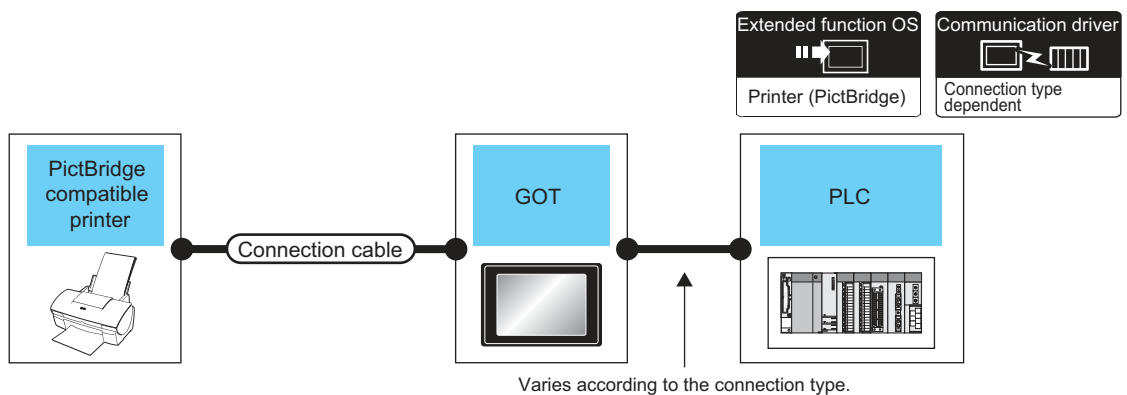 Extended function OS
Printer (PictBridge)
Communication driver
Connection type
dependent
PictBridge
compatible
printer
Connection cable
GOT
PLC
Varies according to the connection type.